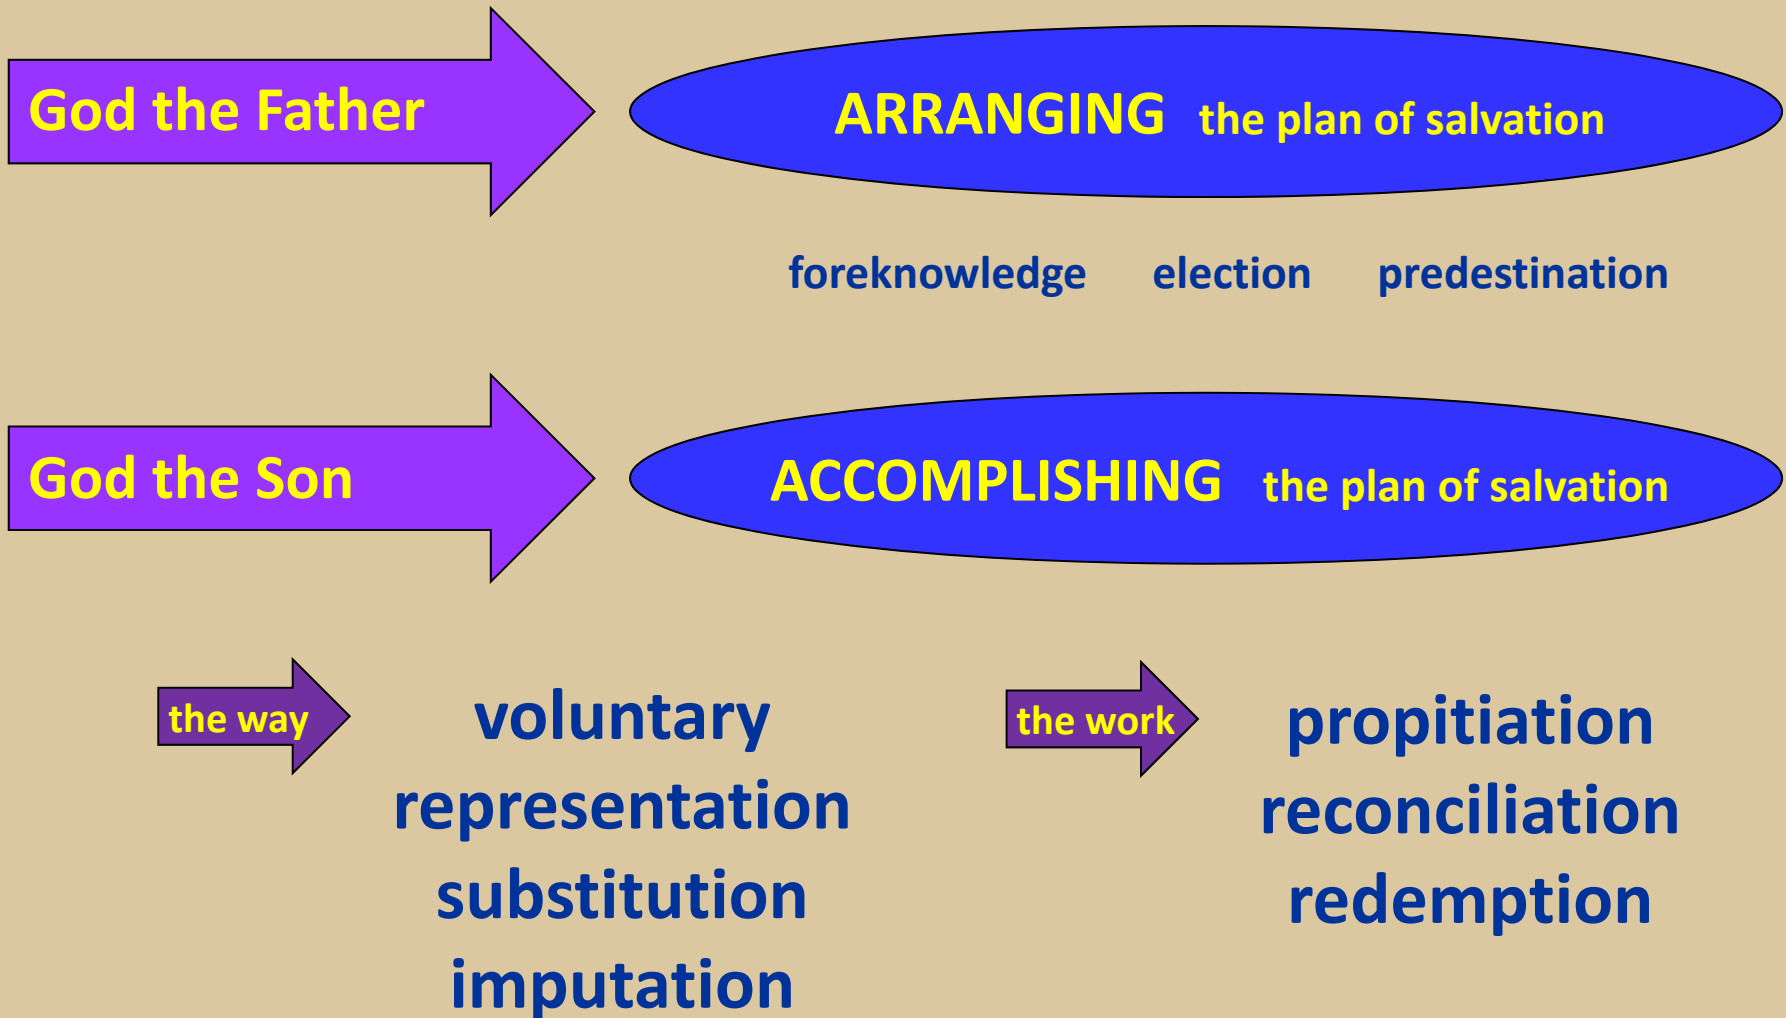 God the Father
ARRANGING the plan of salvation
foreknowledge election predestination
God the Son
ACCOMPLISHING the plan of salvation
the way
voluntary
representation
substitution
imputation
the work
propitiation
reconciliation
redemption